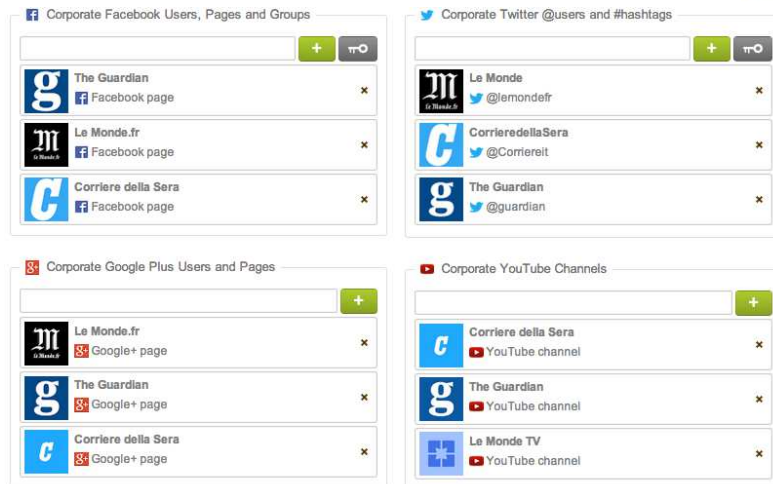 Corporate Facebook Users, Pages and Groups
The Guardian
Facebook page
Le Monde.fr
Facebook page
Corriere della Sera
Facebook page
Corporate Twitter @users and #hashtags
Le Monde
@lemondefr
CorrieredellaSera
@Corriereit
The Guardian
@guardian
Corporate Google Plus Users and Pages
Le Monde.fr
Google+ page
The Guardian
Google+ page
Corriere della Sera
Google+ page
Corporate YouTube Channels
Corriere della Sera
YouTube channel
The Guardian
YouTube channel
Le Monde TV
YouTube channel